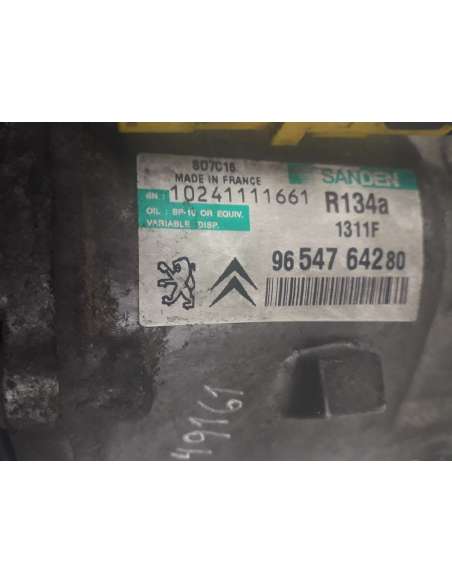 SD7C16
MADE IN FRANCE
SANDEN
SN : 10241111661
R134a
OIL : SP-10 OR EQUIV.
VARIABLE DISP.
1311F
96 547 642 80
49161